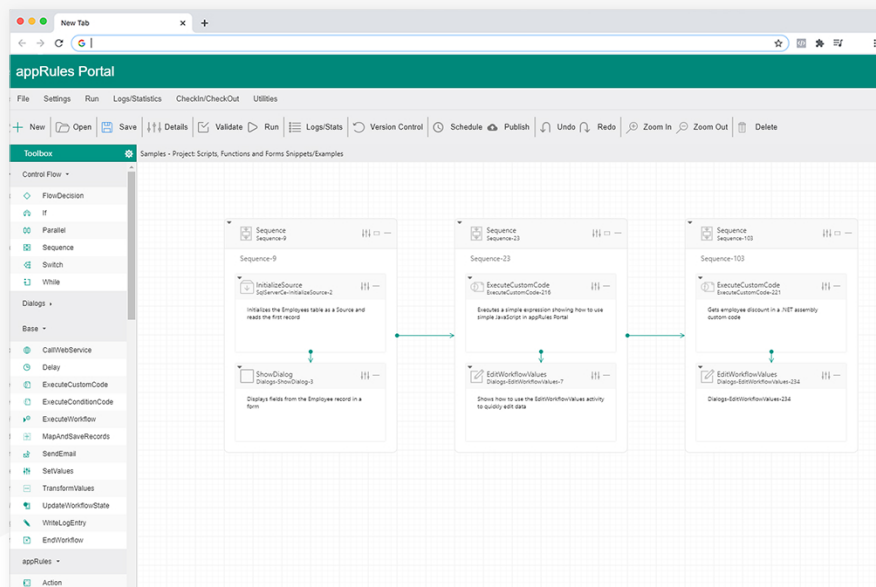 New Tab
G
appRules Portal
File Settings Run Logs/Statistics CheckIn/CheckOut Utilities
New Open Save Details Validate Run Logs/Stats Version Control Schedule Publish Undo Redo Zoom In Zoom Out Delete
Toolbox
Samples - Project: Scripts, Functions and Forms Snippets/Examples
Control Flow
FlowDecision
If
Parallel
Sequence
Switch
While
Dialogs
Base
CallWebService
Delay
ExecuteCustomCode
ExecuteConditionCode
ExecuteWorkflow
MapAndSaveRecords
SendEmail
SetValues
TransformValues
UpdateWorkflowState
WriteLogEntry
EndWorkflow
appRules
Action
Sequence
Sequence-9
Sequence-9
InitializeSource
SqlServerCe-InitializeSource-2
Initializes the Employees table as a Source and
reads the first record
ShowDialog
Dialogs-ShowDialog-3
Displays fields from the Employee record in a
form
Sequence
Sequence-23
Sequence-23
ExecuteCustomCode
ExecuteCustomCode-216
Executes a simple expression showing how to use
simple JavaScript in appRules Portal
EditWorkflowValues
Dialogs-EditWorkflowValues-7
Shows how to use the EditWorkflowValues activity
to quickly edit data
Sequence
Sequence-103
Sequence-103
ExecuteCustomCode
ExecuteCustomCode-221
Gets employee discount in a .NET assembly
custom code
EditWorkflowValues
Dialogs-EditWorkflowValues-234
Dialogs-EditWorkflowValues-234